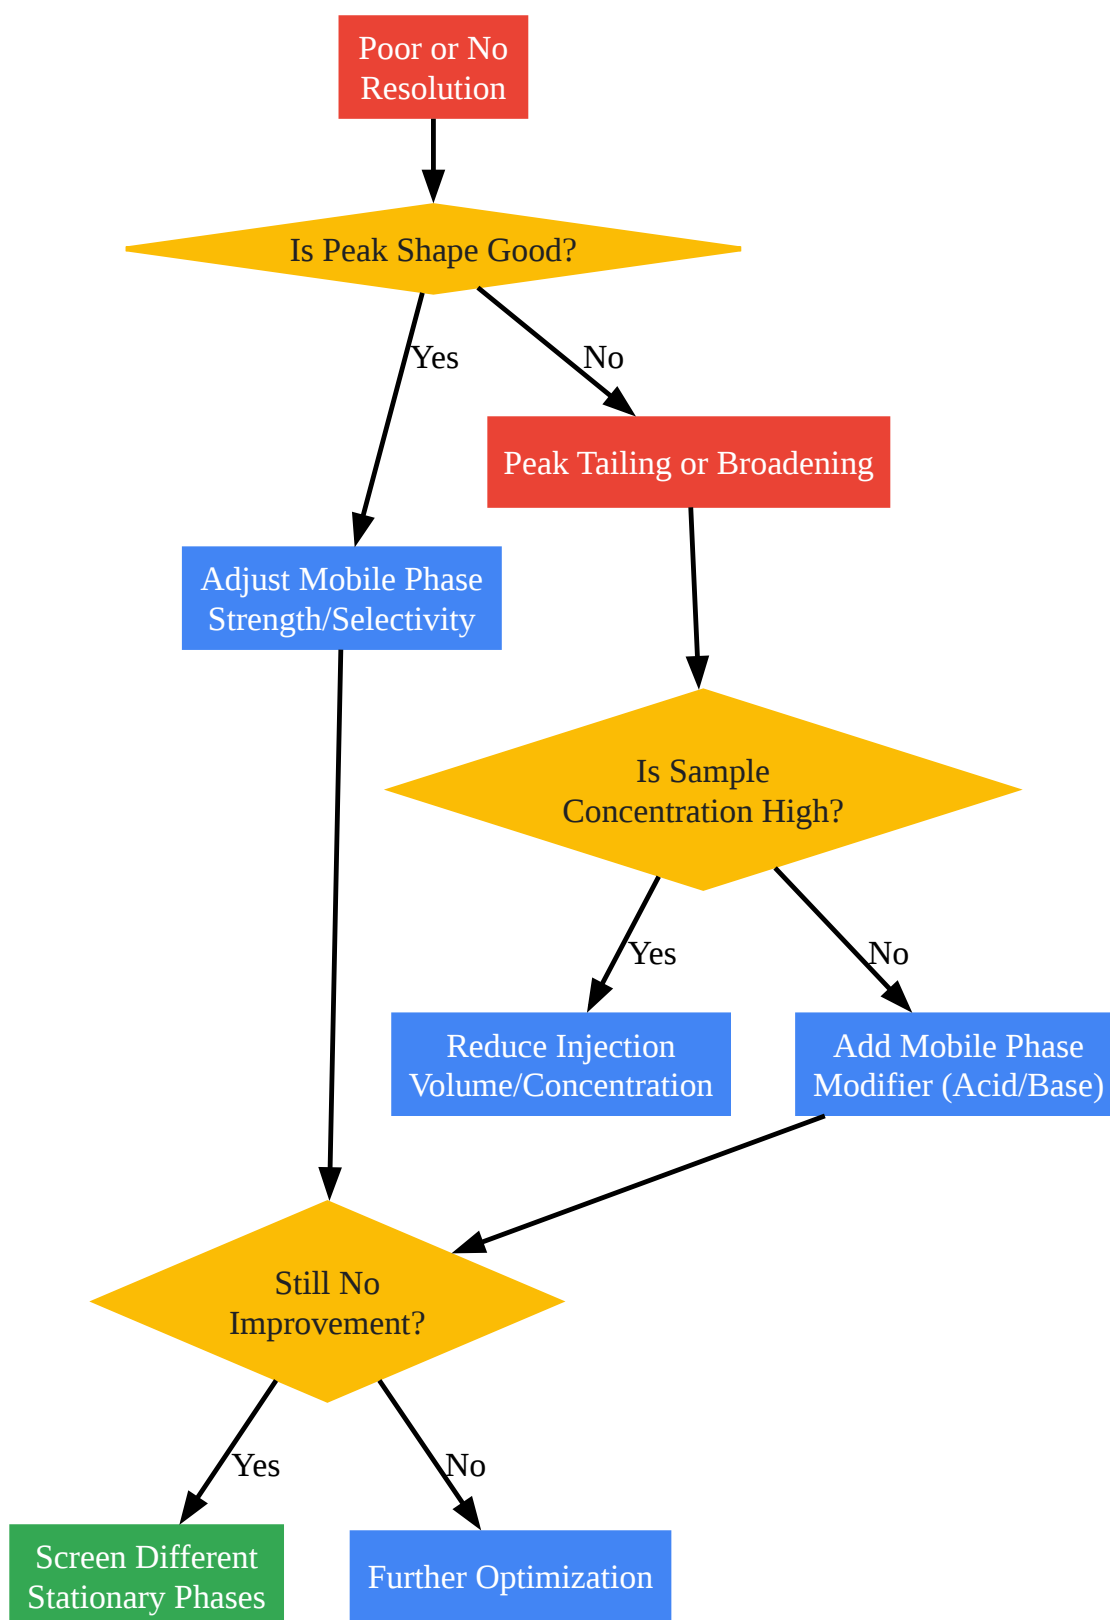 Poor or No
Resolution
Is Peak Shape Good?
Yes
No
Peak Tailing or Broadening
Adjust Mobile Phase
Strength/Selectivity
Is Sample
Concentration High?
Yes
No
Reduce Injection
Volume/Concentration
Add Mobile Phase
Modifier (Acid/Base)
Still No
Improvement?
Yes
No
Screen Different
Stationary Phases
Further Optimization